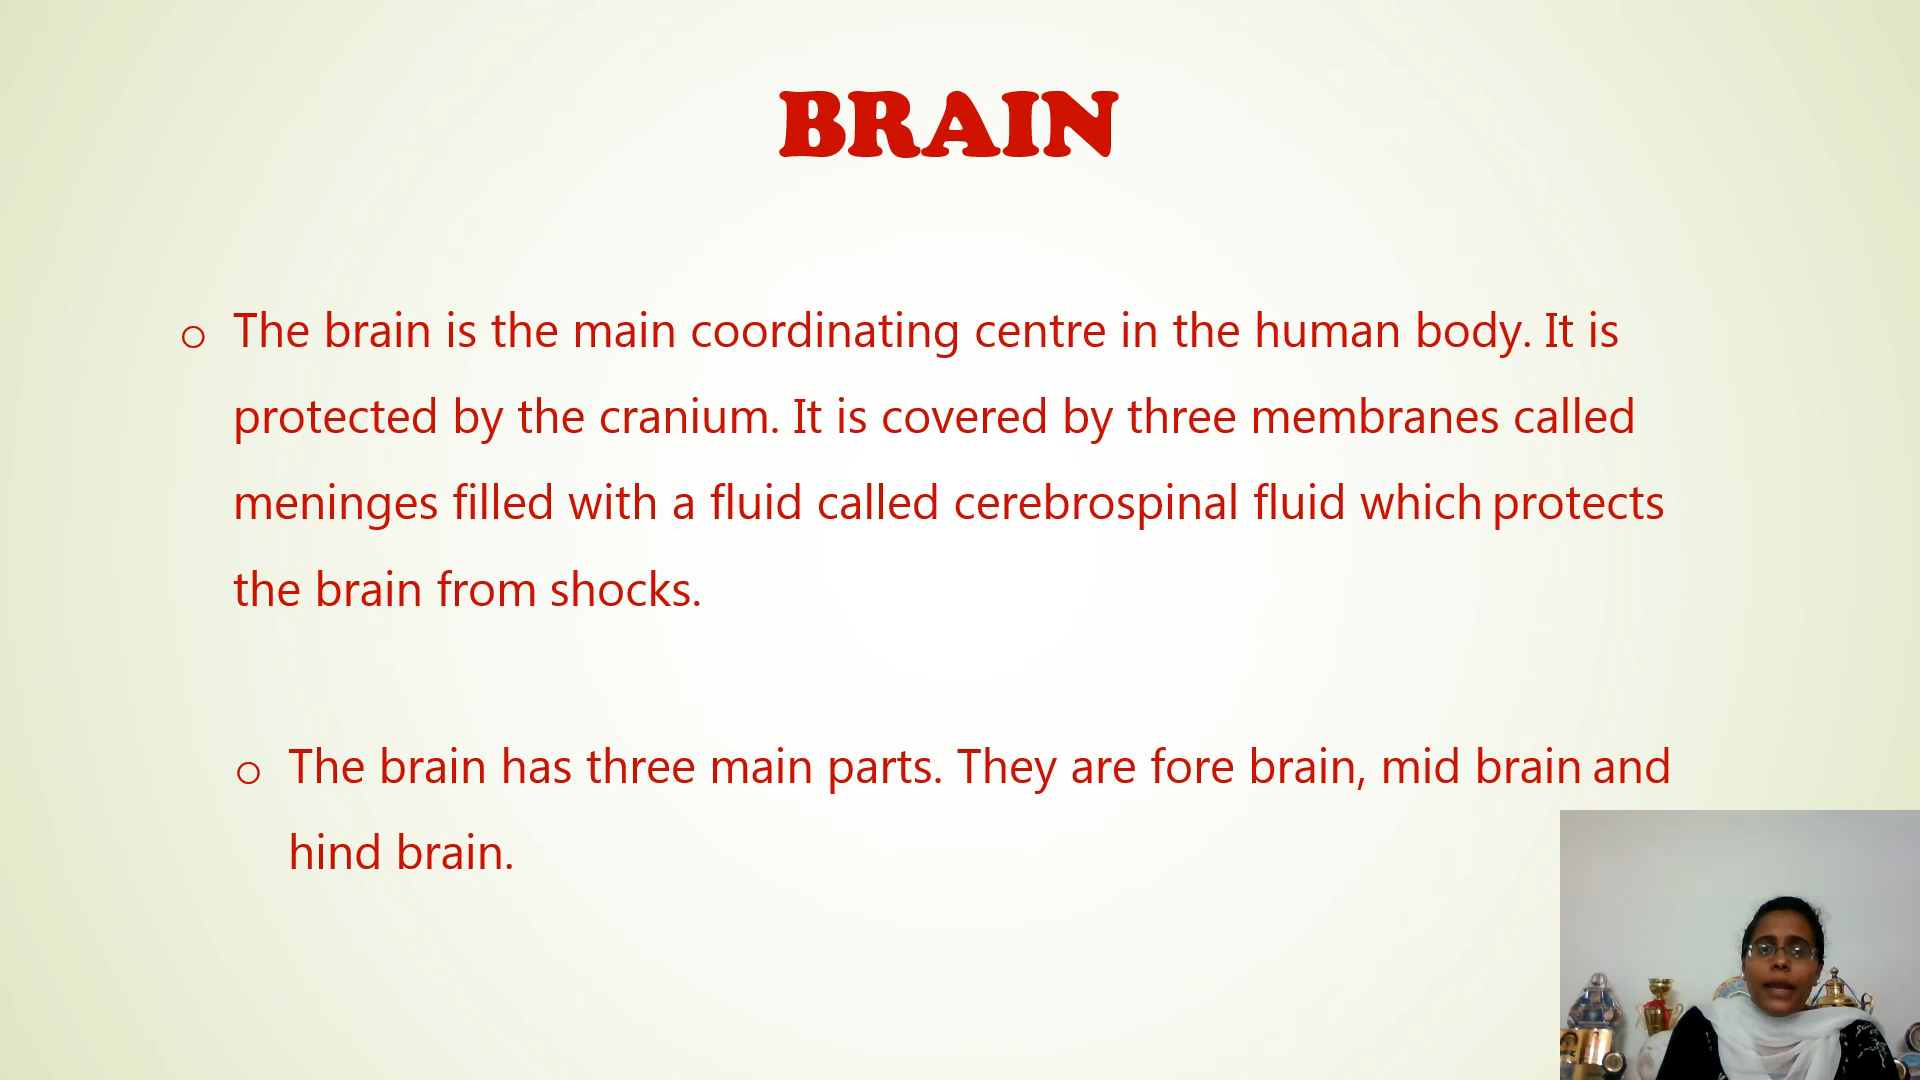 BRAIN
The brain is the main coordinating centre in the human body. It is
protected by the cranium. It is covered by three membranes called
meninges filled with a fluid called cerebrospinal fluid which protects
the brain from shocks.
The brain has three main parts. They are fore brain, mid brain and
hind brain.